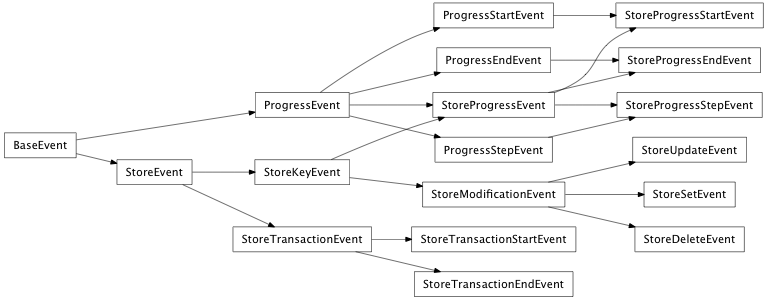 ProgressStartEvent
StoreProgressStartEvent
ProgressEndEvent
StoreProgressEndEvent
ProgressEvent
StoreProgressEvent
StoreProgressStepEvent
BaseEvent
ProgressStepEvent
StoreUpdateEvent
StoreEvent
StoreKeyEvent
StoreModificationEvent
StoreSetEvent
StoreTransactionEvent
StoreTransactionStartEvent
StoreDeleteEvent
StoreTransactionEndEvent